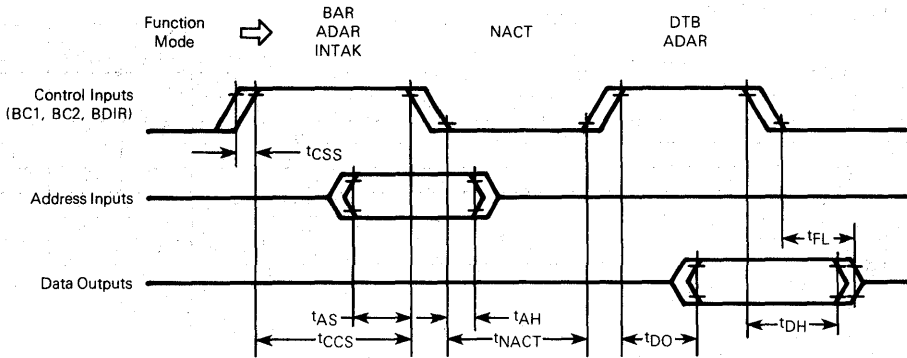 Function
Mode
BAR
ADAR
INTAK
NACT
DTB
ADAR
Control Inputs
(BC1, BC2, BDIR)
tCSS
Address Inputs
tFL
Data Outputs
tAS
tAH
tCCS
tNACT
tDO
tDH